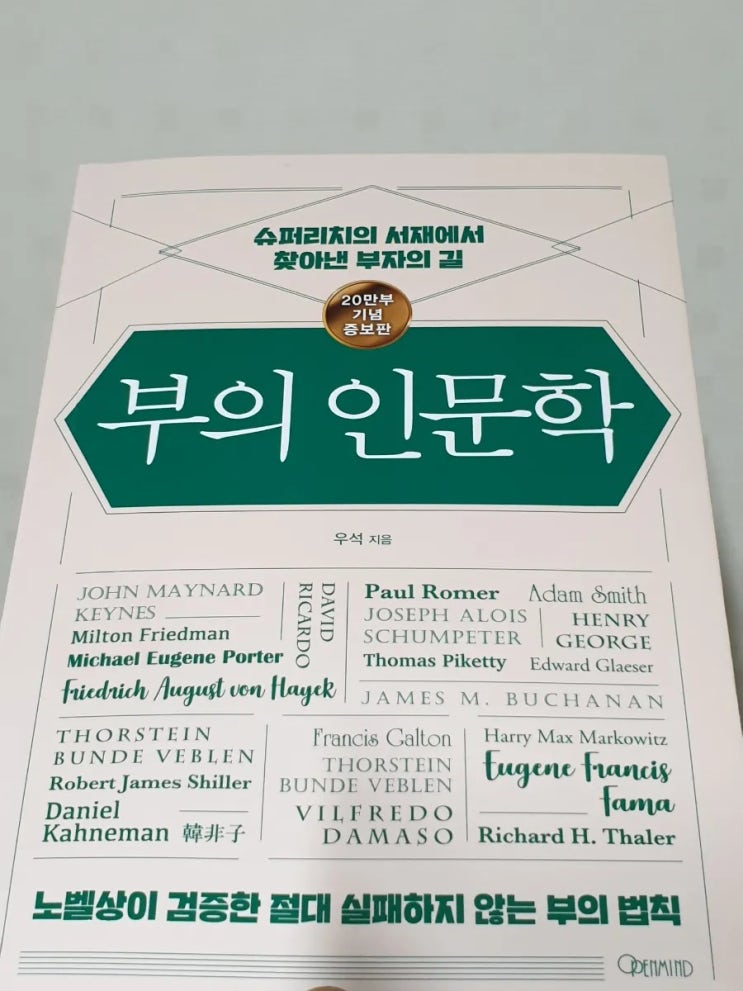 슈퍼리치의 서재에서
찾아낸 부자의 길
20만부
기념
증보판
부의 인문학
우석 지음
JOHN MAYNARD
KEYNES
Milton Friedman
Michael Eugene Porter
Friedrich August von Hayek
DAVID
RICARDO
Paul Romer
Adam Smith
JOSEPH ALOIS
SCHUMPETER
HENRY
GEORGE
Thomas Piketty
Edward Glaeser
JAMES M. BUCHANAN
THORSTEIN
BUNDE VEBLEN
Robert James Shiller
Daniel
Kahneman 韓非子
Francis Galton
THORSTEIN
BUNDE VEBLEN
VILFREDO
DAMASO
Harry Max Markowitz
Eugene Francis
Fama
Richard H. Thaler
노벨상이 검증한 절대 실패하지 않는 부의 법칙
OPENMIND